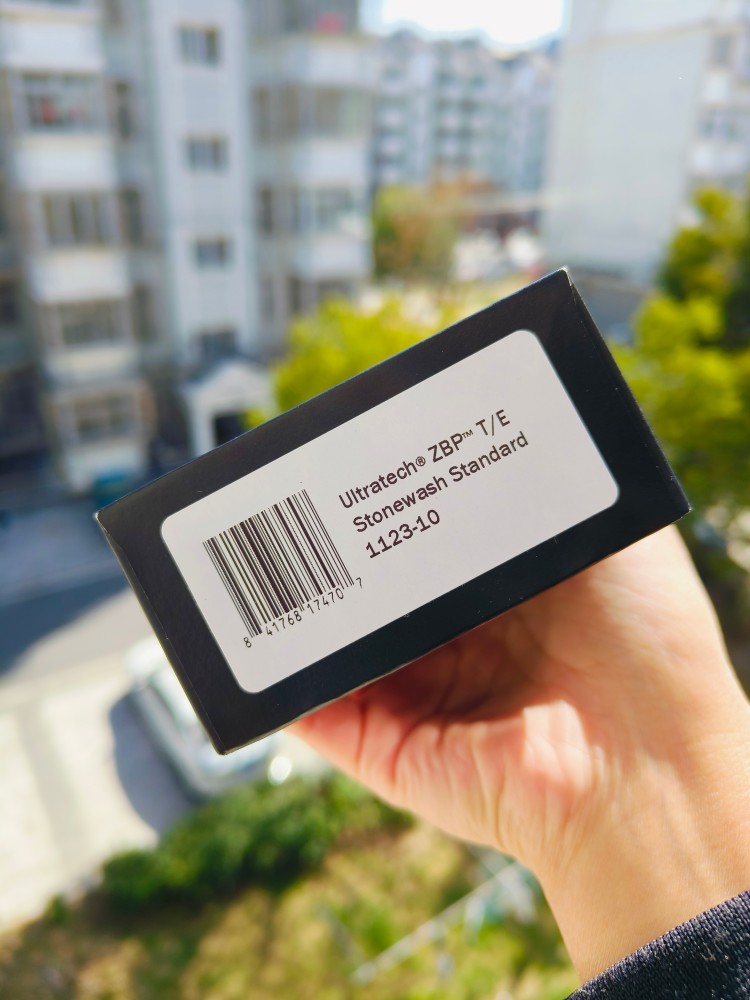 Ultratech® ZBP™ T/E
Stonewash Standard
1123-10
8 41768 17470 7